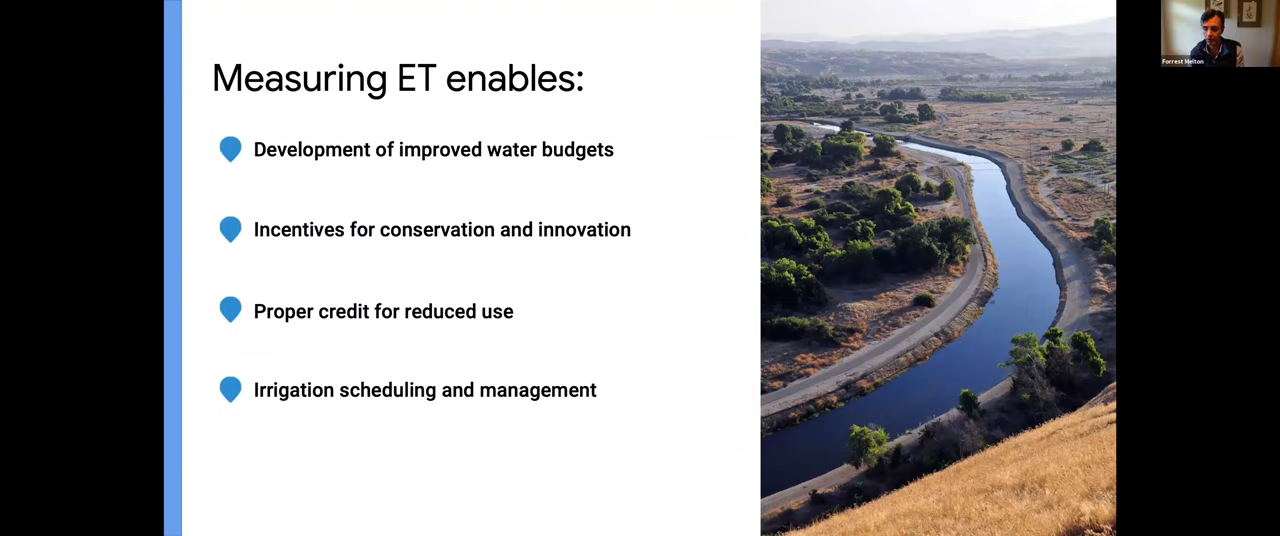 Measuring ET enables:
Development of improved water budgets
Incentives for conservation and innovation
Proper credit for reduced use
Irrigation scheduling and management
Forrest Melton